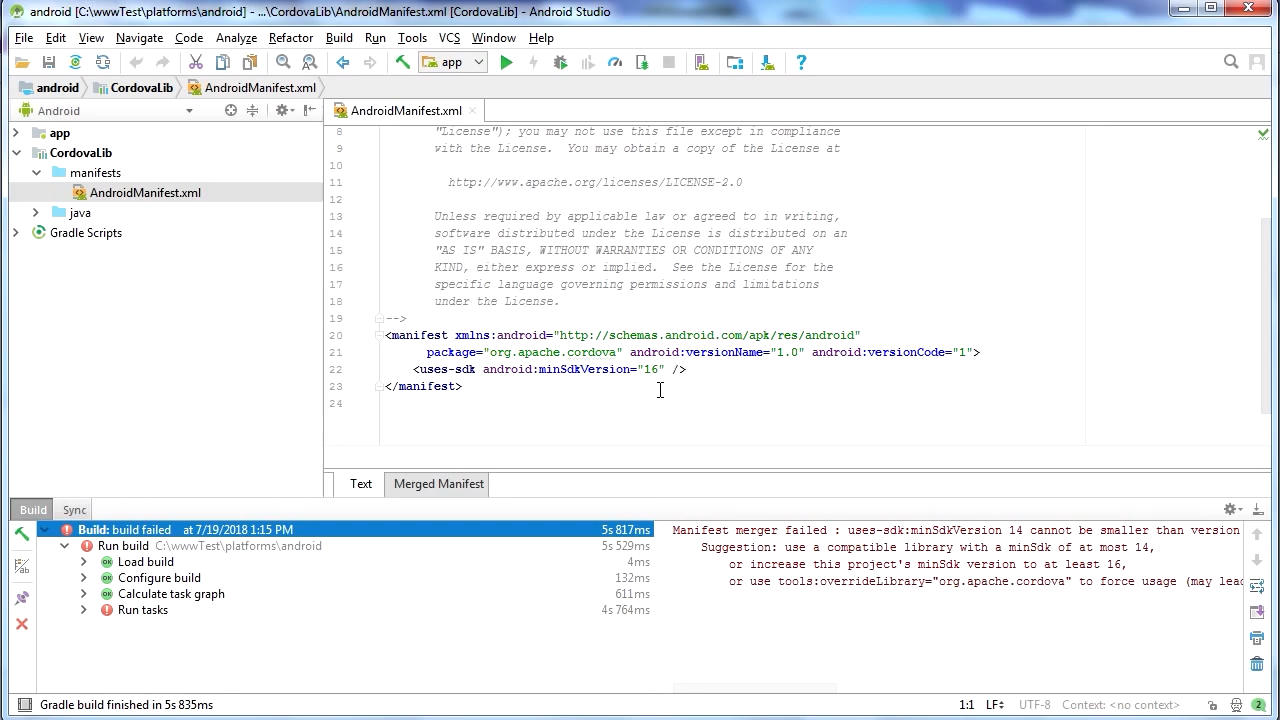 android [C:\wwwTest\platforms\android] - ...\CordovaLib\AndroidManifest.xml [CordovaLib] - Android Studio
File Edit View Navigate Code Analyze Refactor Build Run Tools VCS Window Help
app
android CordovaLib AndroidManifest.xml
Android
AndroidManifest.xml
app
CordovaLib
manifests
AndroidManifest.xml
java
Gradle Scripts
8 "License"); you may not use this file except in compliance
9 with the License. You may obtain a copy of the License at
10
11 http://www.apache.org/licenses/LICENSE-2.0
12
13 Unless required by applicable law or agreed to in writing,
14 software distributed under the License is distributed on an
15 "AS IS" BASIS, WITHOUT WARRANTIES OR CONDITIONS OF ANY
16 KIND, either express or implied. See the License for the
17 specific language governing permissions and limitations
18 under the License.
19 -->
20 <manifest xmlns:android="http://schemas.android.com/apk/res/android"
21 package="org.apache.cordova" android:versionName="1.0" android:versionCode="1">
22 <uses-sdk android:minSdkVersion="16" />
23 </manifest>
24
Text Merged Manifest
Build Sync
Build: build failed at 7/19/2018 1:15 PM 5s 817ms
Run build C:\wwwTest\platforms\android 5s 529ms
Load build 4ms
Configure build 132ms
Calculate task graph 611ms
Run tasks 4s 764ms
Manifest merger failed : uses-sdk:minSdkVersion 14 cannot be smaller than version
Suggestion: use a compatible library with a minSdk of at most 14,
or increase this project's minSdk version to at least 16,
or use tools:overrideLibrary="org.apache.cordova" to force usage (may lead
Gradle build finished in 5s 835ms
1:1 LF UTF-8 Context: <no context> 2